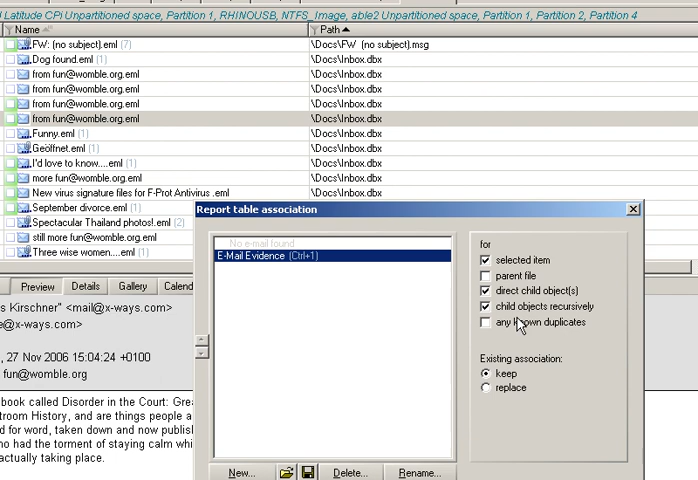 Latitude CPi Unpartitioned space, Partition 1, RHINOUSB, NTFS_Image, able2 Unpartitioned space, Partition 1, Partition 2, Partition 4
Name Path
FW: (no subject).eml (7) \Docs\FW (no subject).msg
Dog found.eml (1) \Docs\Inbox.dbx
from fun@womble.org.eml \Docs\Inbox.dbx
from fun@womble.org.eml \Docs\Inbox.dbx
from fun@womble.org.eml \Docs\Inbox.dbx
from fun@womble.org.eml \Docs\Inbox.dbx
Funny.eml (1) \Docs\Inbox.dbx
Geöffnet.eml (1) \Docs\Inbox.dbx
I'd love to know....eml (1) \Docs\Inbox.dbx
more fun@womble.org.eml \Docs\Inbox.dbx
New virus signature files for F-Prot Antivirus .eml \Docs\Inbox.dbx
September divorce.eml (1)
Spectacular Thailand photos!.eml (2)
still more fun@womble.org.eml
Three wise women....eml (1)
Report table association
No e-mail found
E-Mail Evidence (Ctrl+1)
for
selected item
parent file
direct child object(s)
child objects recursively
any known duplicates
Existing association:
keep
replace
New... Delete... Rename...
Preview Details Gallery Calend
s Kirschner" <mail@x-ways.com>
e@x-ways.com>
, 27 Nov 2006 15:04:24 +0100
fun@womble.org
book called Disorder in the Court: Grea
troom History, and are things people a
d for word, taken down and now publis
ho had the torment of staying calm whi
actually taking place.